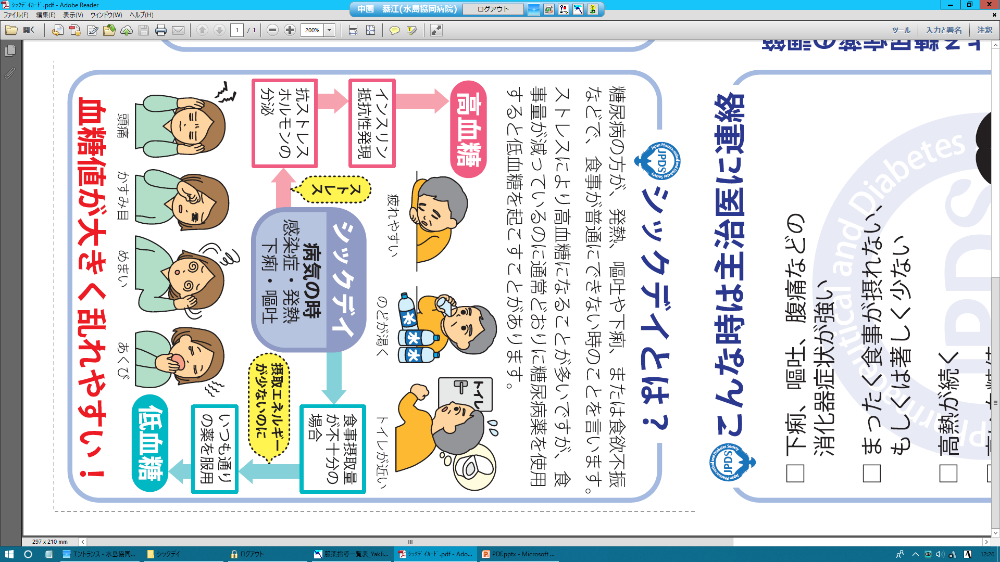 シックデイカード.pdf - Adobe Reader
中薗 棊江(水島協同病院)
ログアウト
ファイル(F) 編集(E) 表示(V) ウィンドウ(W) ヘルプ(H)
開く
1 / 1
200%
ツール
入力と署名
注釈
シックデイとは？
JPDS
Japan Pharmaceutical and Diabetes Society
糖尿病の方が、発熱、嘔吐や下痢、または食欲不振
などで、食事が普通にできない時のことを言います。
ストレスにより高血糖になることが多いですが、食
事量が減っているのに通常どおりに糖尿病薬を使用
すると低血糖を起こすことがあります。
高血糖
疲れやすい
のどが渇く
水
水
水
トイレ
トイレが近い
インスリン
抵抗性発現
抗ストレス
ホルモンの
分泌
ストレス
シックデイ
病気の時
感染症・発熱
下痢・嘔吐
食事摂取量
が不十分の
場合
摂取エネルギー
が少ないのに
いつも通り
の薬を服用
低血糖
頭痛
かすみ目
めまい
あくび
血糖値が大きく乱れやすい！
こんな時は主治医に連絡
JPDS
Japan Pharmaceutical and Diabetes Society
□ 下痢、嘔吐、腹痛などの
消化器症状が強い
□ まったく食事が摂れない、
もしくは著しく少ない
□ 高熱が続く
297 x 210 mm
エントランス - 水島協同...
シックデイ
ログアウト
服薬指導一覧表_YakJi...
シックデイカード.pdf - Ado...
PDF.pptx - Microsoft ...
A
12:26